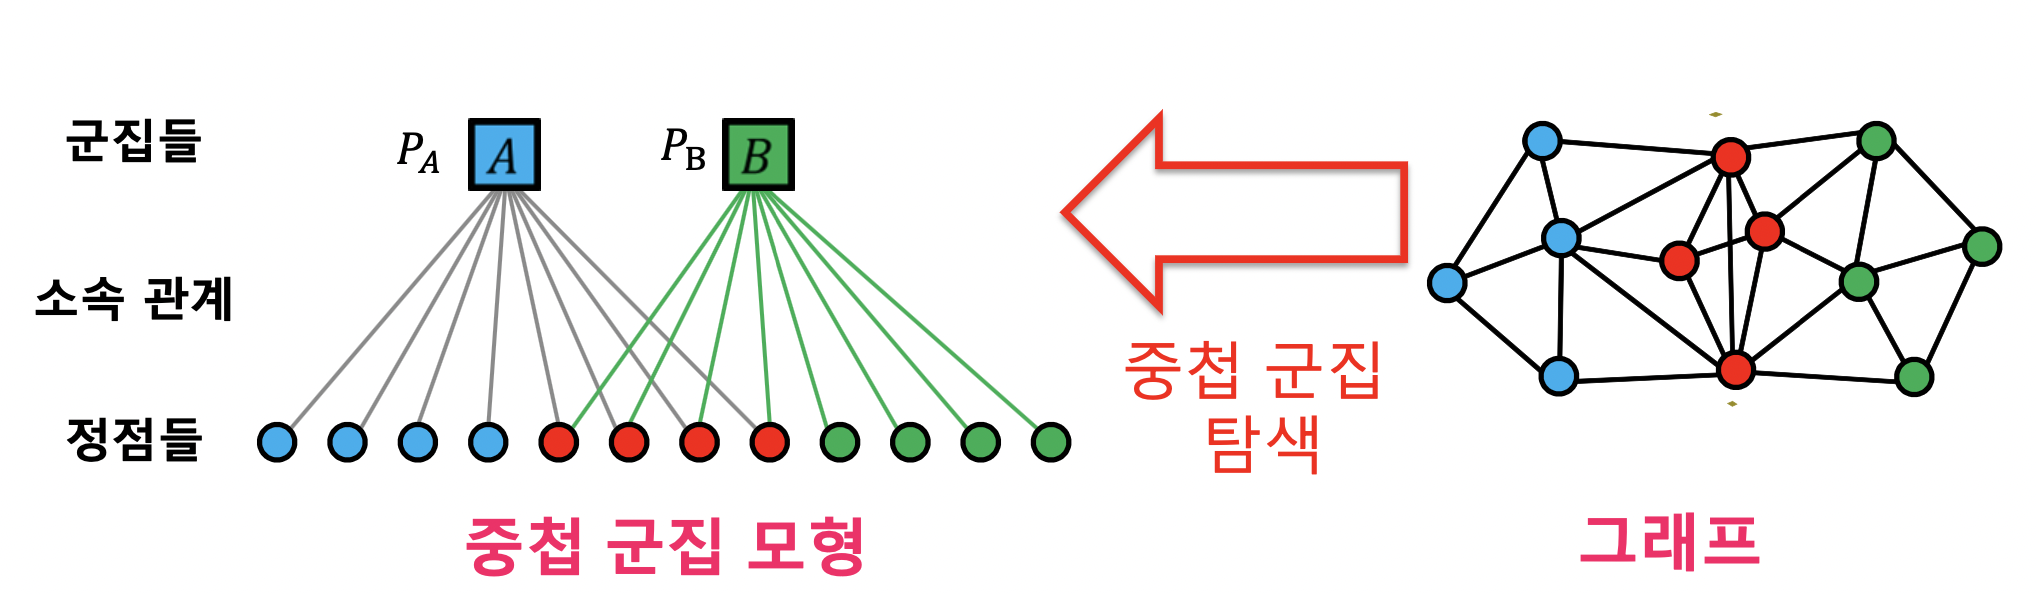 군집들
P_A
A
P_B
B
소속 관계
정점들
중첩 군집
탐색
중첩 군집 모형
그래프